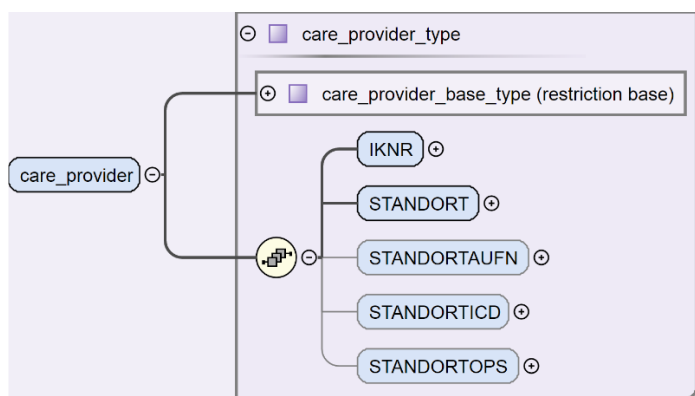 care_provider_type
care_provider_base_type (restriction base)
IKNR
care_provider
STANDORT
STANDORTAUFN
STANDORTICD
STANDORTOPS